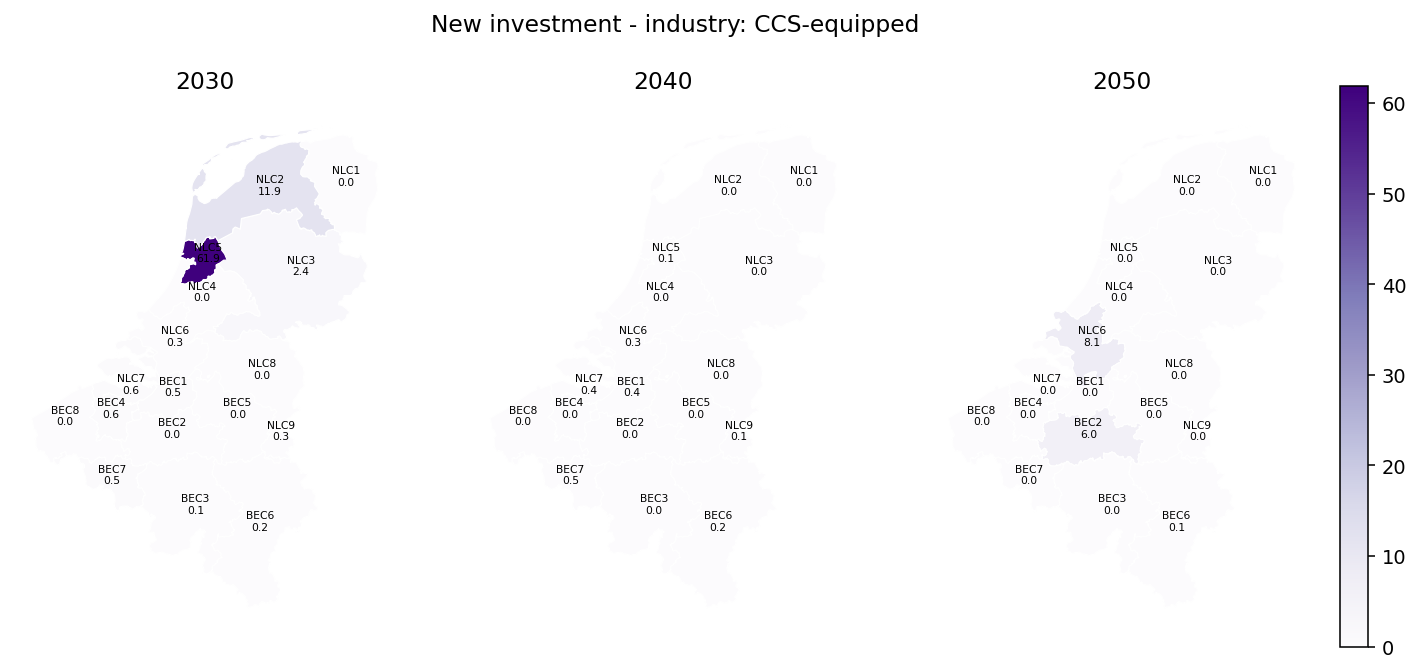 New investment - industry: CCS-equipped
2030
NLC1
0.0
NLC2
11.9
NLC5
61.9
NLC3
2.4
NLC4
0.0
NLC6
0.3
NLC8
0.0
NLC7
0.6
BEC1
0.5
BEC4
0.6
BEC5
0.0
BEC8
0.0
BEC2
0.0
NLC9
0.3
BEC7
0.5
BEC3
0.1
BEC6
0.2
2040
NLC1
0.0
NLC2
0.0
NLC5
0.1
NLC3
0.0
NLC4
0.0
NLC6
0.3
NLC8
0.0
NLC7
0.4
BEC1
0.4
BEC4
0.0
BEC5
0.0
BEC8
0.0
BEC2
0.0
NLC9
0.1
BEC7
0.5
BEC3
0.0
BEC6
0.2
2050
NLC1
0.0
NLC2
0.0
NLC5
0.0
NLC3
0.0
NLC4
0.0
NLC6
8.1
NLC8
0.0
NLC7
0.0
BEC1
0.0
BEC4
0.0
BEC5
0.0
BEC8
0.0
BEC2
6.0
NLC9
0.0
BEC7
0.0
BEC3
0.0
BEC6
0.1
60
50
40
30
20
10
0